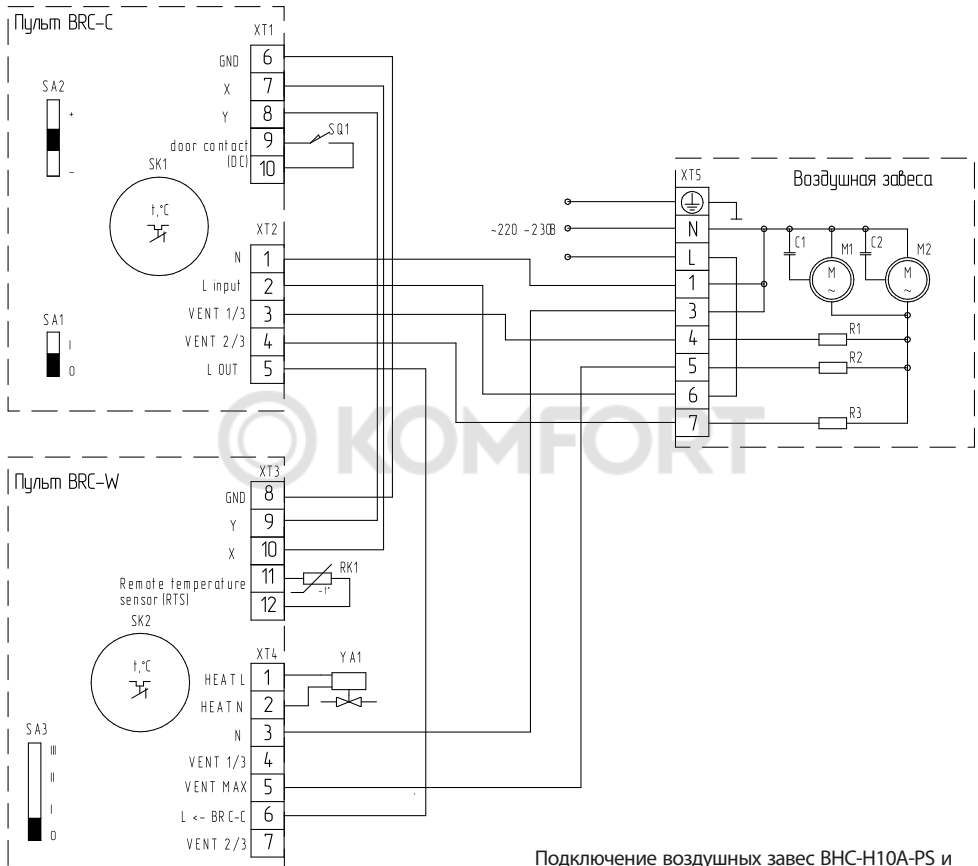 Пульт BRC-C
XT1
GND 6
X 7
Y 8
door contact (DC) 9
10
SQ1
SA2
+
-
SK1
t,°C
XT2
N 1
L input 2
VENT 1/3 3
VENT 2/3 4
L OUT 5
SA1
I
0
XT5
Воздушная завеса
~220 -230В
N
L
1
3
4
5
6
7
C1
M1
M
~
C2
M2
M
~
R1
R2
R3
KOMFORT
Пульт BRC-W
XT3
GND 8
Y 9
X 10
Remote temperature sensor (RTS) 11
12
RK1
-t°
SK2
t,°C
XT4
YA1
HEAT L 1
HEAT N 2
N 3
VENT 1/3 4
VENT MAX 5
L <- BRC-C 6
VENT 2/3 7
SA3
III
II
I
0
Подключение воздушных завес BHC-H10A-PS и